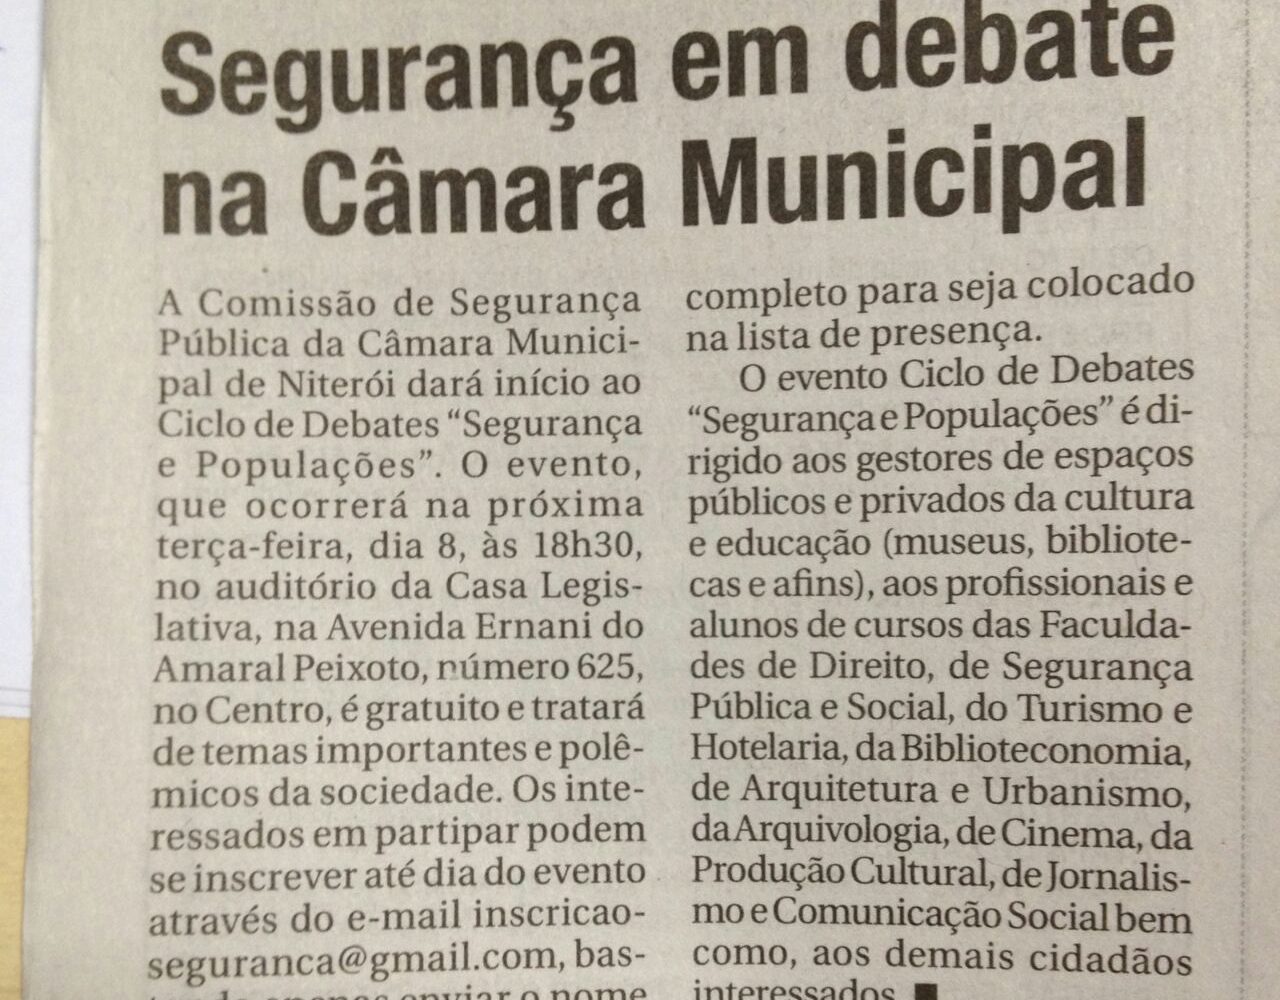 Segurança em debate
na Câmara Municipal
A Comissão de Segurança
Pública da Câmara Munici-
pal de Niterói dará início ao
Ciclo de Debates “Segurança
e Populações”. O evento,
que ocorrerá na próxima
terça-feira, dia 8, às 18h30,
no auditório da Casa Legis-
lativa, na Avenida Ernani do
Amaral Peixoto, número 625,
no Centro, é gratuito e tratará
de temas importantes e polê-
micos da sociedade. Os inte-
ressados em partipar podem
se inscrever até dia do evento
através do e-mail inscricao-
seguranca@gmail.com, bas-
tando apenas enviar o nome
completo para seja colocado
na lista de presença.
O evento Ciclo de Debates
“Segurança e Populações” é di-
rigido aos gestores de espaços
públicos e privados da cultura
e educação (museus, bibliote-
cas e afins), aos profissionais e
alunos de cursos das Faculda-
des de Direito, de Segurança
Pública e Social, do Turismo e
Hotelaria, da Biblioteconomia,
de Arquitetura e Urbanismo,
da Arquivologia, de Cinema, da
Produção Cultural, de Jornalis-
mo e Comunicação Social bem
como, aos demais cidadãos
interessados.